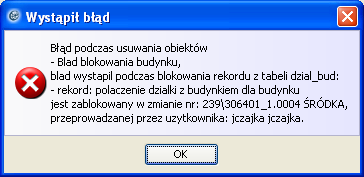 Wystąpił błąd
Błąd podczas usuwania obiektów
- Blad blokowania budynku,
blad wystapil podczas blokowania rekordu z tabeli dzial_bud:
- rekord: polaczenie dzialki z budynkiem dla budynku
jest zablokowany w zmianie nr: 239\306401_1.0004 ŚRÓDKA,
przeprowadzanej przez uzytkownika: jczajka jczajka.
OK